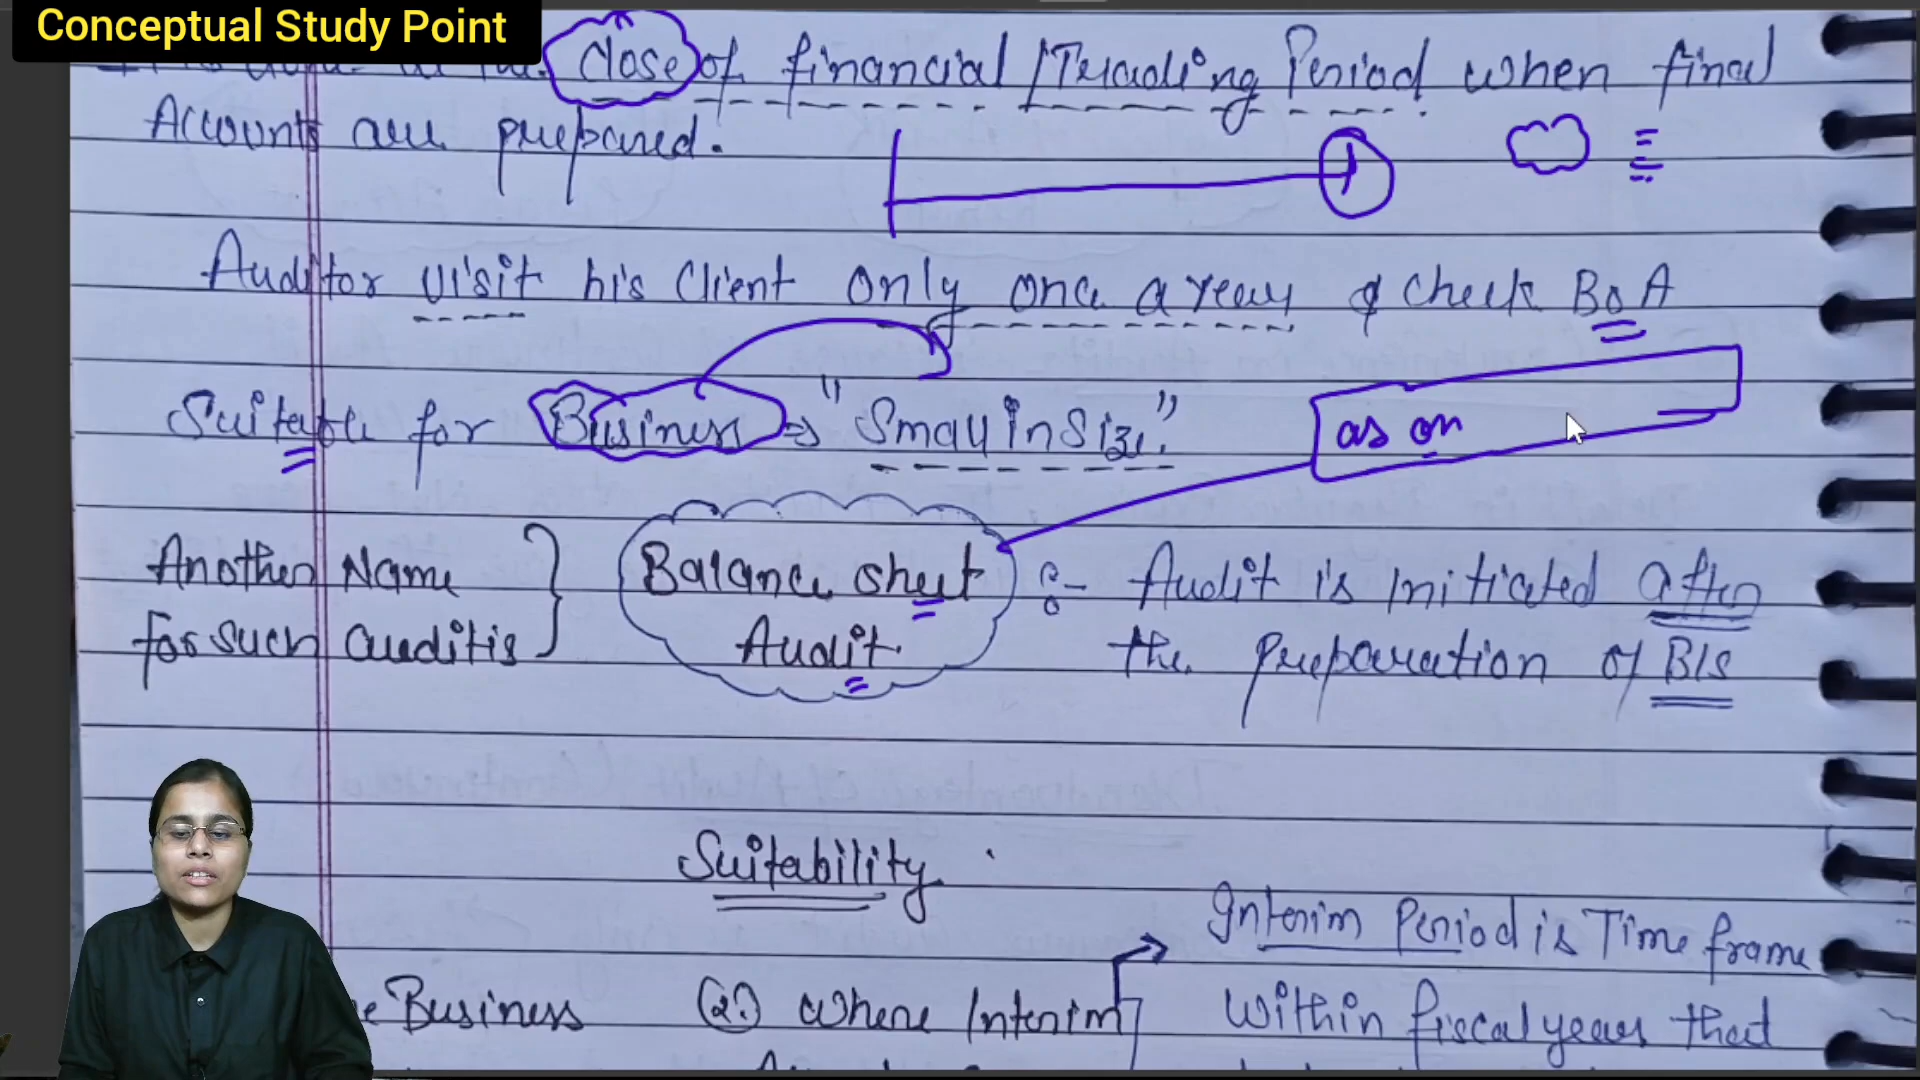 Conceptual Study Point
close of financial / Trading Period when final
Accounts are prepared.
Auditor visit his client only once a year & check BOA
Suitable for Business => "Small in Size."
as on
Another Name
for such audit is
Balance sheet
Audit.
:- Audit is initiated after
the preparation of B/S
Suitability
Interim Period is Time frame
Business
(2.) where Interim
within fiscal year that